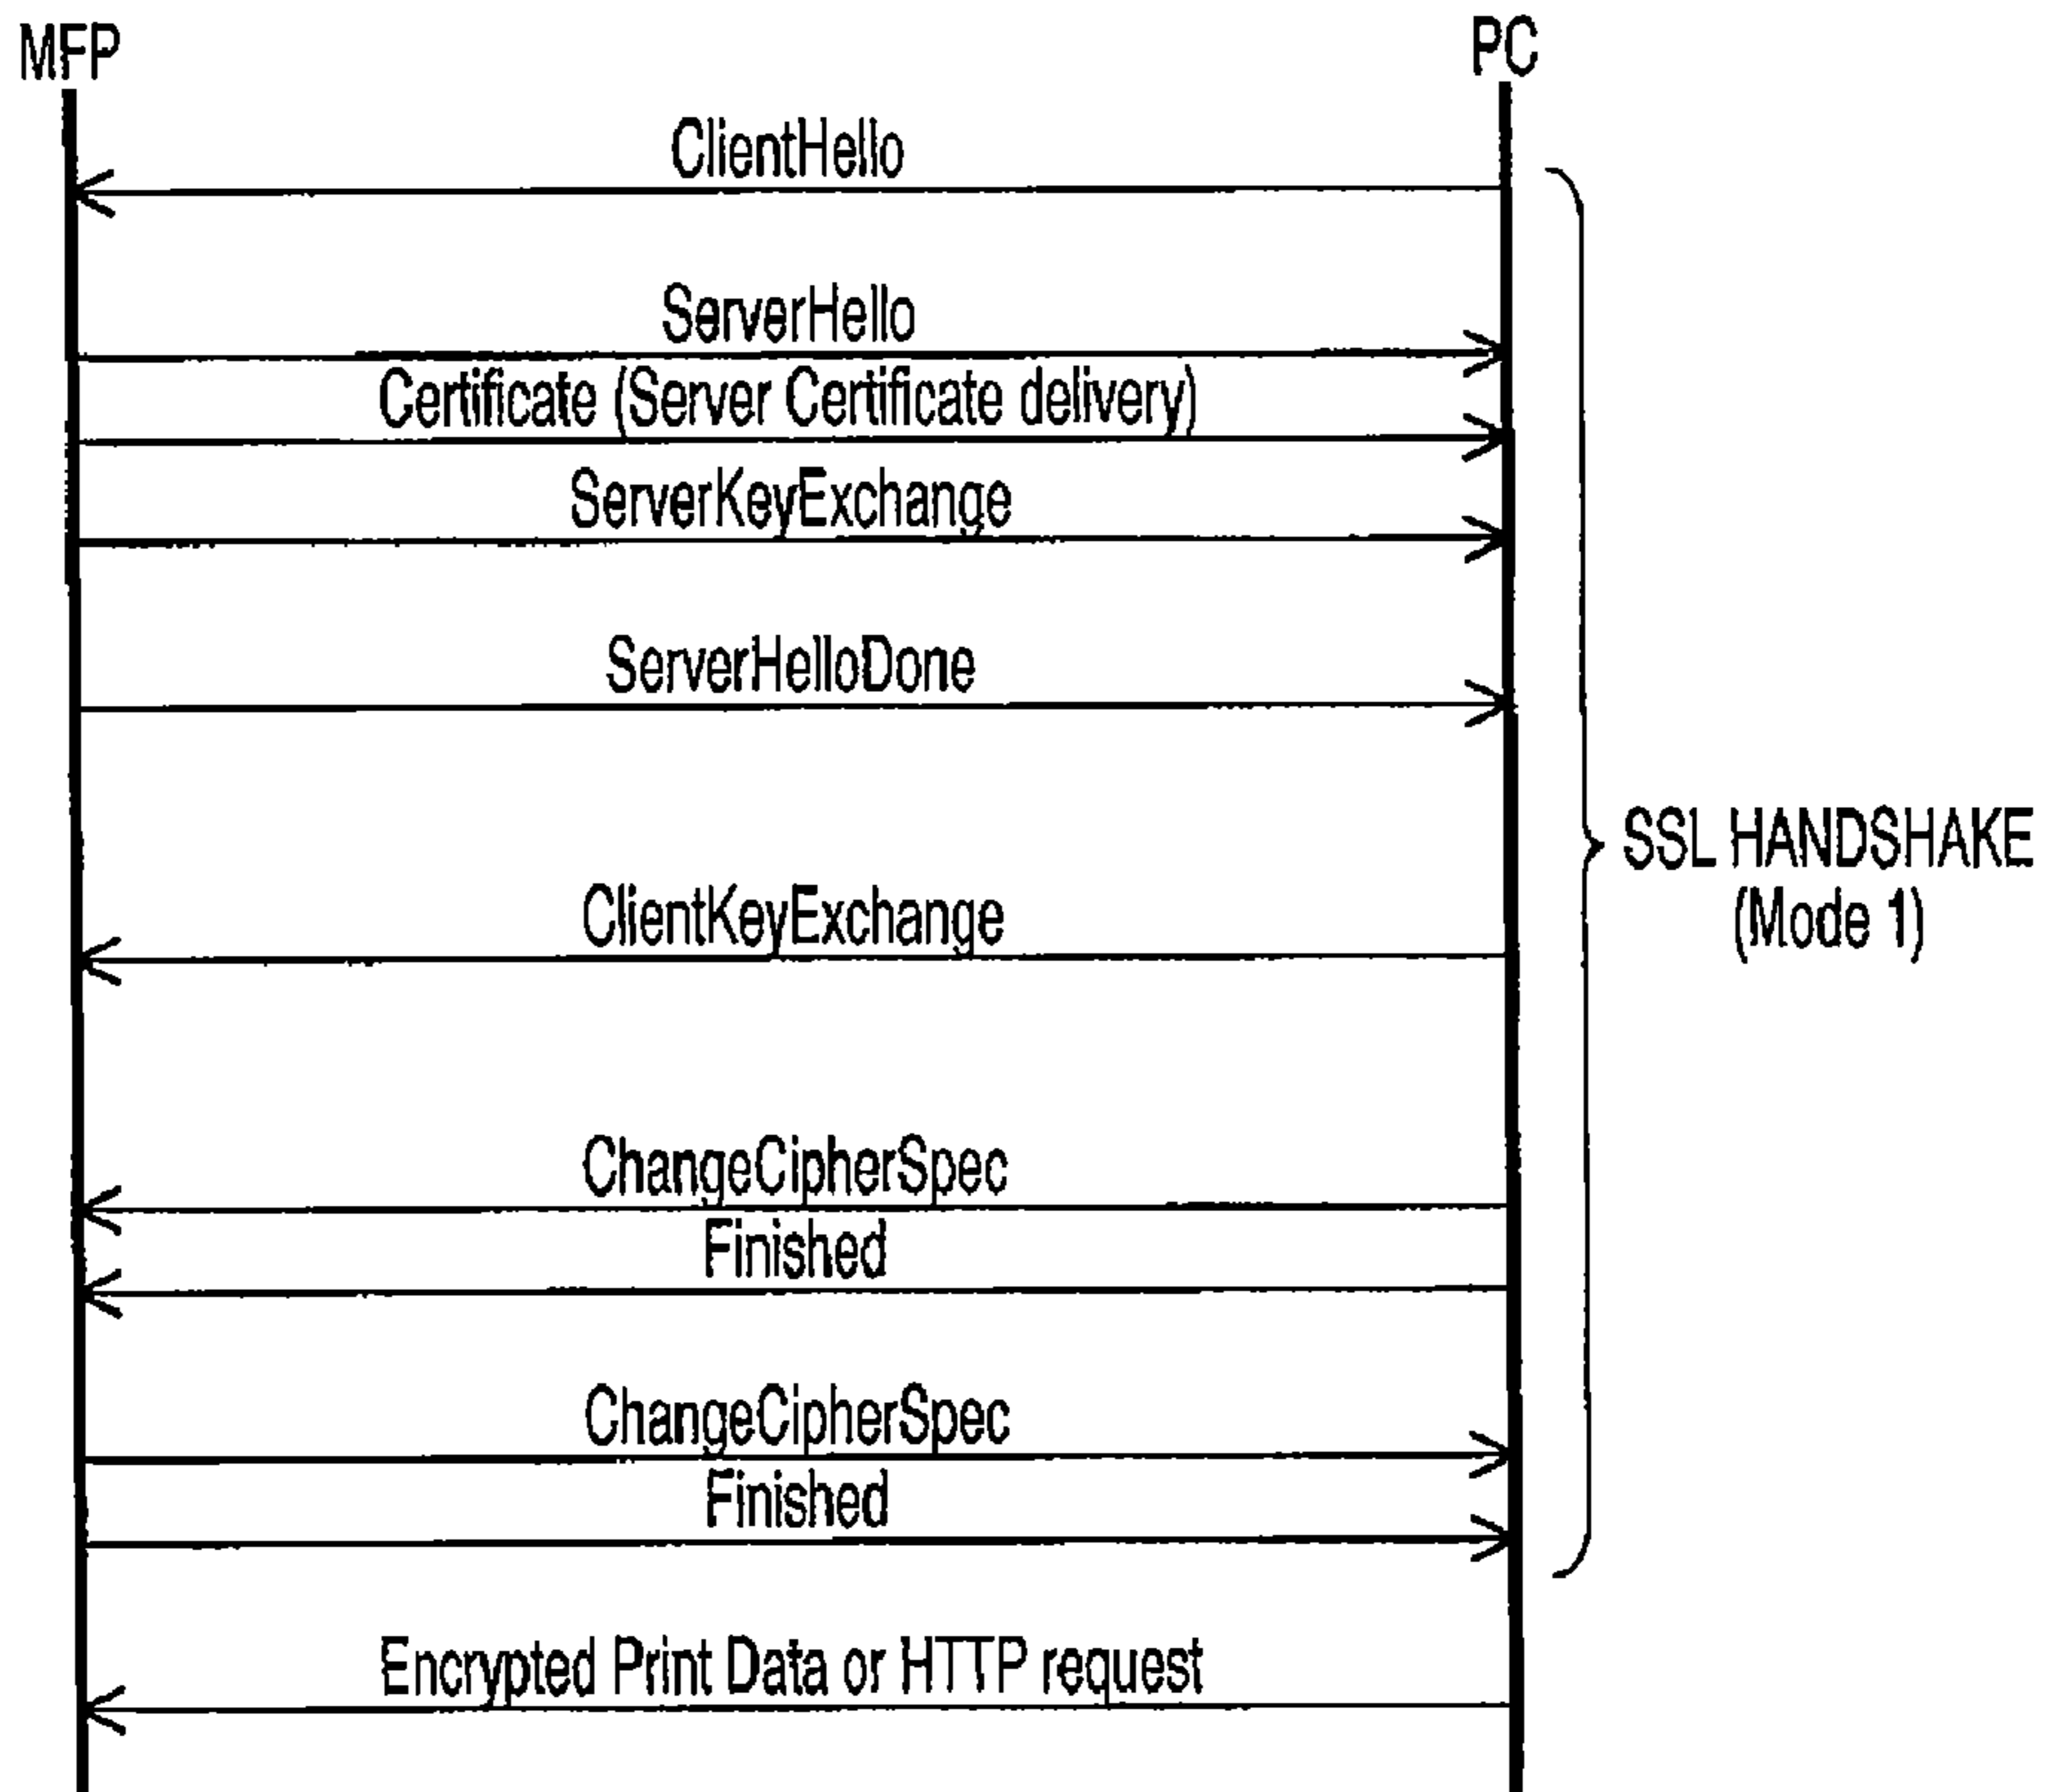 MFP
PC
ClientHello
ServerHello
Certificate (Server Certificate delivery)
ServerKeyExchange
ServerHelloDone
SSL HANDSHAKE
(Mode 1)
ClientKeyExchange
ChangeCipherSpec
Finished
ChangeCipherSpec
Finished
Encrypted Print Data or HTTP request